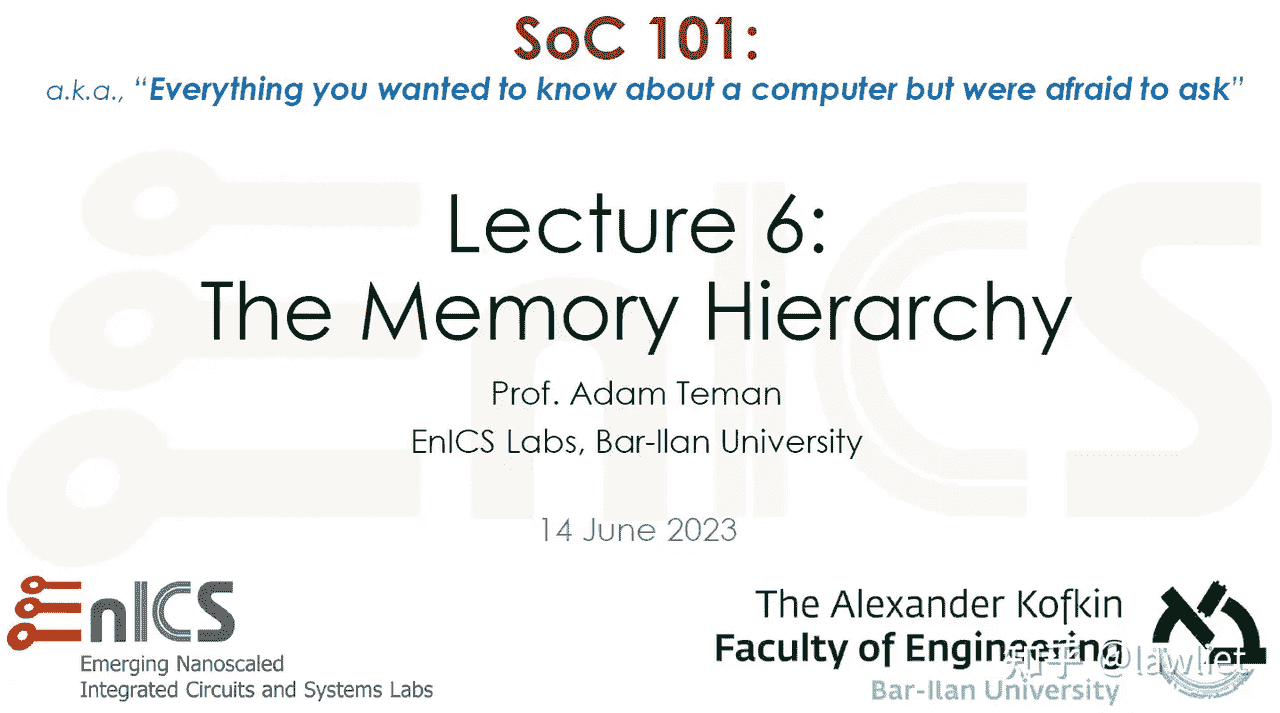 SoC 101:
a.k.a., “Everything you wanted to know about a computer but were afraid to ask”
Lecture 6:
The Memory Hierarchy
Prof. Adam Teman
EnICS Labs, Bar-Ilan University
14 June 2023
EnICS
Emerging Nanoscaled
Integrated Circuits and Systems Labs
The Alexander Kofkin
Faculty of Engineering
Bar-Ilan University
知乎 @lawliet